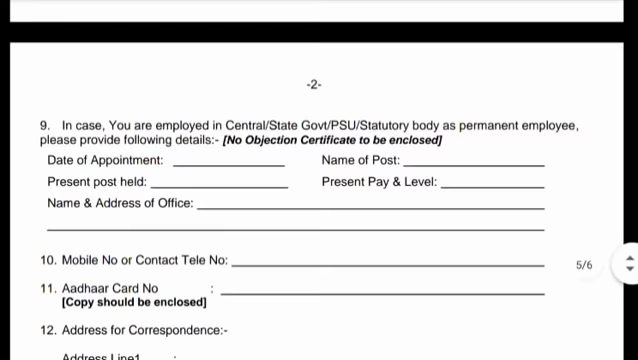 -2-
9. In case, You are employed in Central/State Govt/PSU/Statutory body as permanent employee,
please provide following details:- [No Objection Certificate to be enclosed]
Date of Appointment: Name of Post:
Present post held: Present Pay & Level:
Name & Address of Office:
10. Mobile No or Contact Tele No:
5/6
11. Aadhaar Card No :
[Copy should be enclosed]
12. Address for Correspondence:-
Address Line1 :